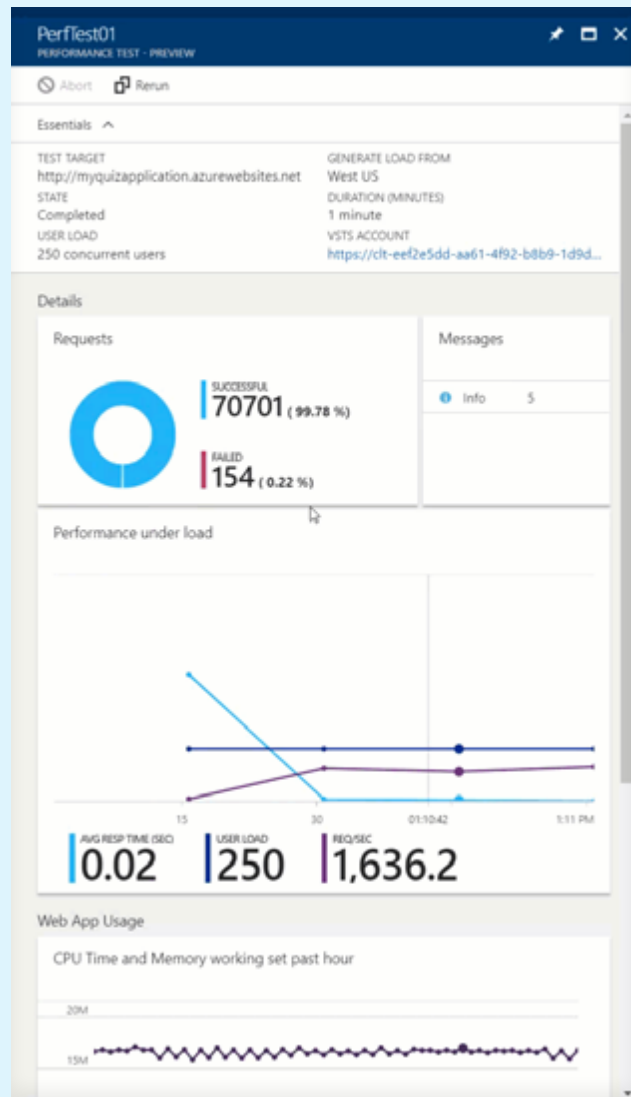 PerfTest01
PERFORMANCE TEST - PREVIEW
Abort Rerun
Essentials
TEST TARGET
http://myquizapplication.azurewebsites.net
GENERATE LOAD FROM
West US
STATE
Completed
DURATION (MINUTES)
1 minute
USER LOAD
250 concurrent users
VSTS ACCOUNT
https://clt-eef2e5dd-aa61-4f92-b8b9-1d9d...
Details
Requests
SUCCESSFUL
70701 ( 99.78 %)
FAILED
154 ( 0.22 %)
Messages
Info 5
Performance under load
15 30 01:10:42 1:11 PM
AVG RESP TIME (SEC)
0.02
USER LOAD
250
REQ/SEC
1,636.2
Web App Usage
CPU Time and Memory working set past hour
20M
15M